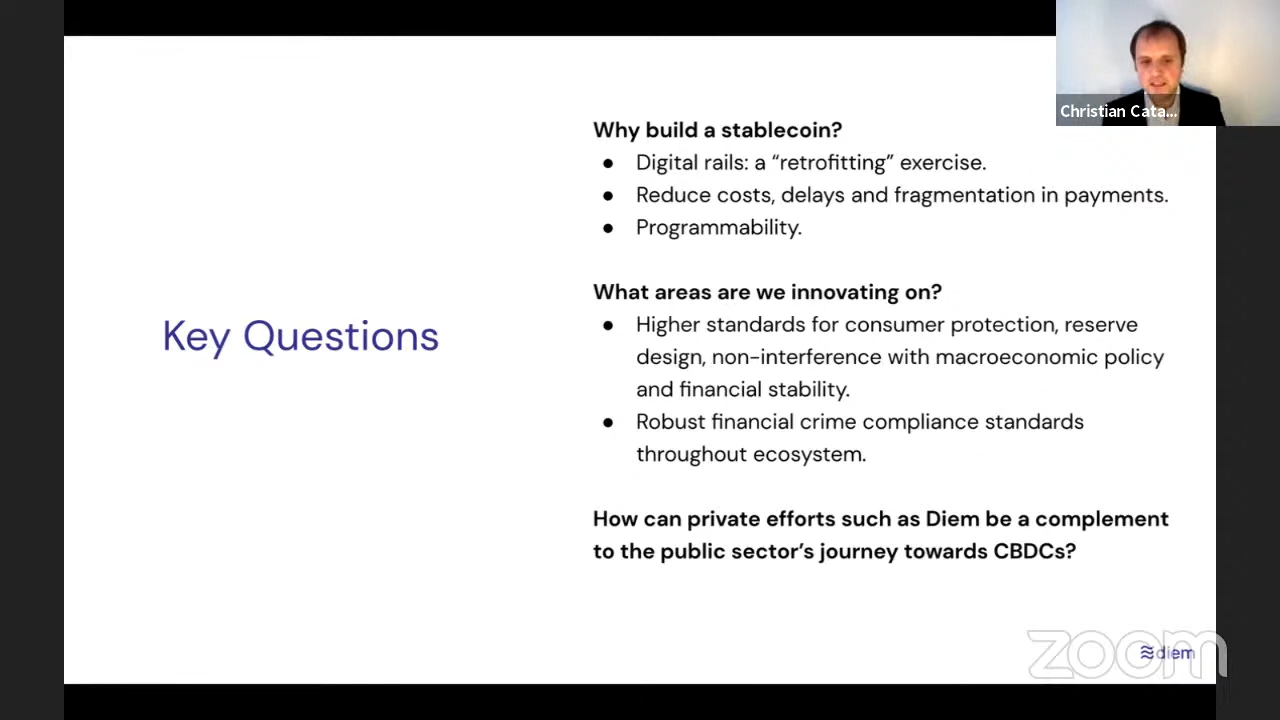 Christian Cata...
Why build a stablecoin?
● Digital rails: a “retrofitting” exercise.
● Reduce costs, delays and fragmentation in payments.
● Programmability.
What areas are we innovating on?
● Higher standards for consumer protection, reserve
design, non-interference with macroeconomic policy
and financial stability.
● Robust financial crime compliance standards
throughout ecosystem.
How can private efforts such as Diem be a complement
to the public sector’s journey towards CBDCs?
Key Questions
zoom
diem